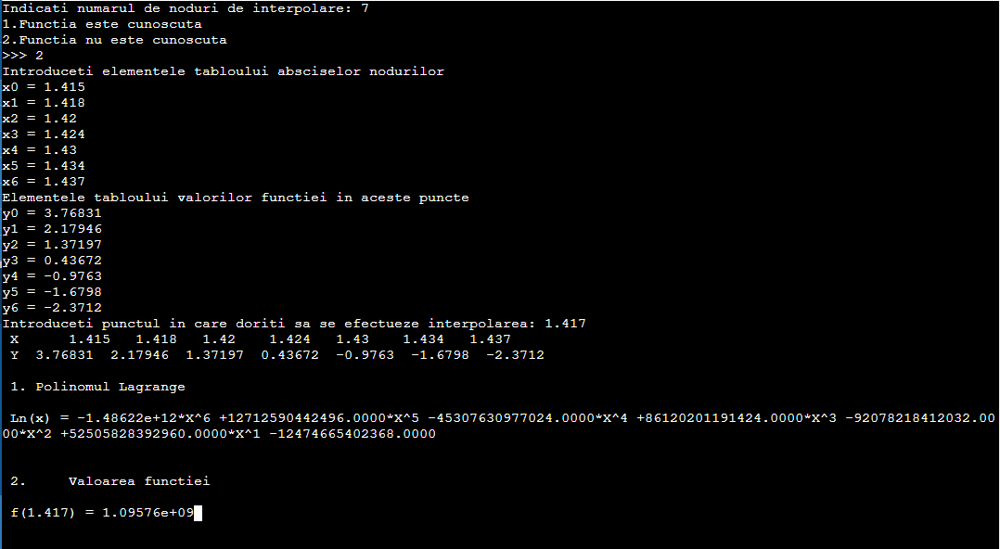 Indicati numarul de noduri de interpolare: 7
1.Functia este cunoscuta
2.Functia nu este cunoscuta
>>> 2
Introduceti elementele tabloului absciselor nodurilor
x0 = 1.415
x1 = 1.418
x2 = 1.42
x3 = 1.424
x4 = 1.43
x5 = 1.434
x6 = 1.437
Elementele tabloului valorilor functiei in aceste puncte
y0 = 3.76831
y1 = 2.17946
y2 = 1.37197
y3 = 0.43672
y4 = -0.9763
y5 = -1.6798
y6 = -2.3712
Introduceti punctul in care doriti sa se efectueze interpolarea: 1.417
X 1.415 1.418 1.42 1.424 1.43 1.434 1.437
Y 3.76831 2.17946 1.37197 0.43672 -0.9763 -1.6798 -2.3712
1. Polinomul Lagrange
Ln(x) = -1.48622e+12*X^6 +12712590442496.0000*X^5 -45307630977024.0000*X^4 +86120201191424.0000*X^3 -92078218412032.00
00*X^2 +52505828392960.0000*X^1 -12474665402368.0000
2. Valoarea functiei
f(1.417) = 1.09576e+09